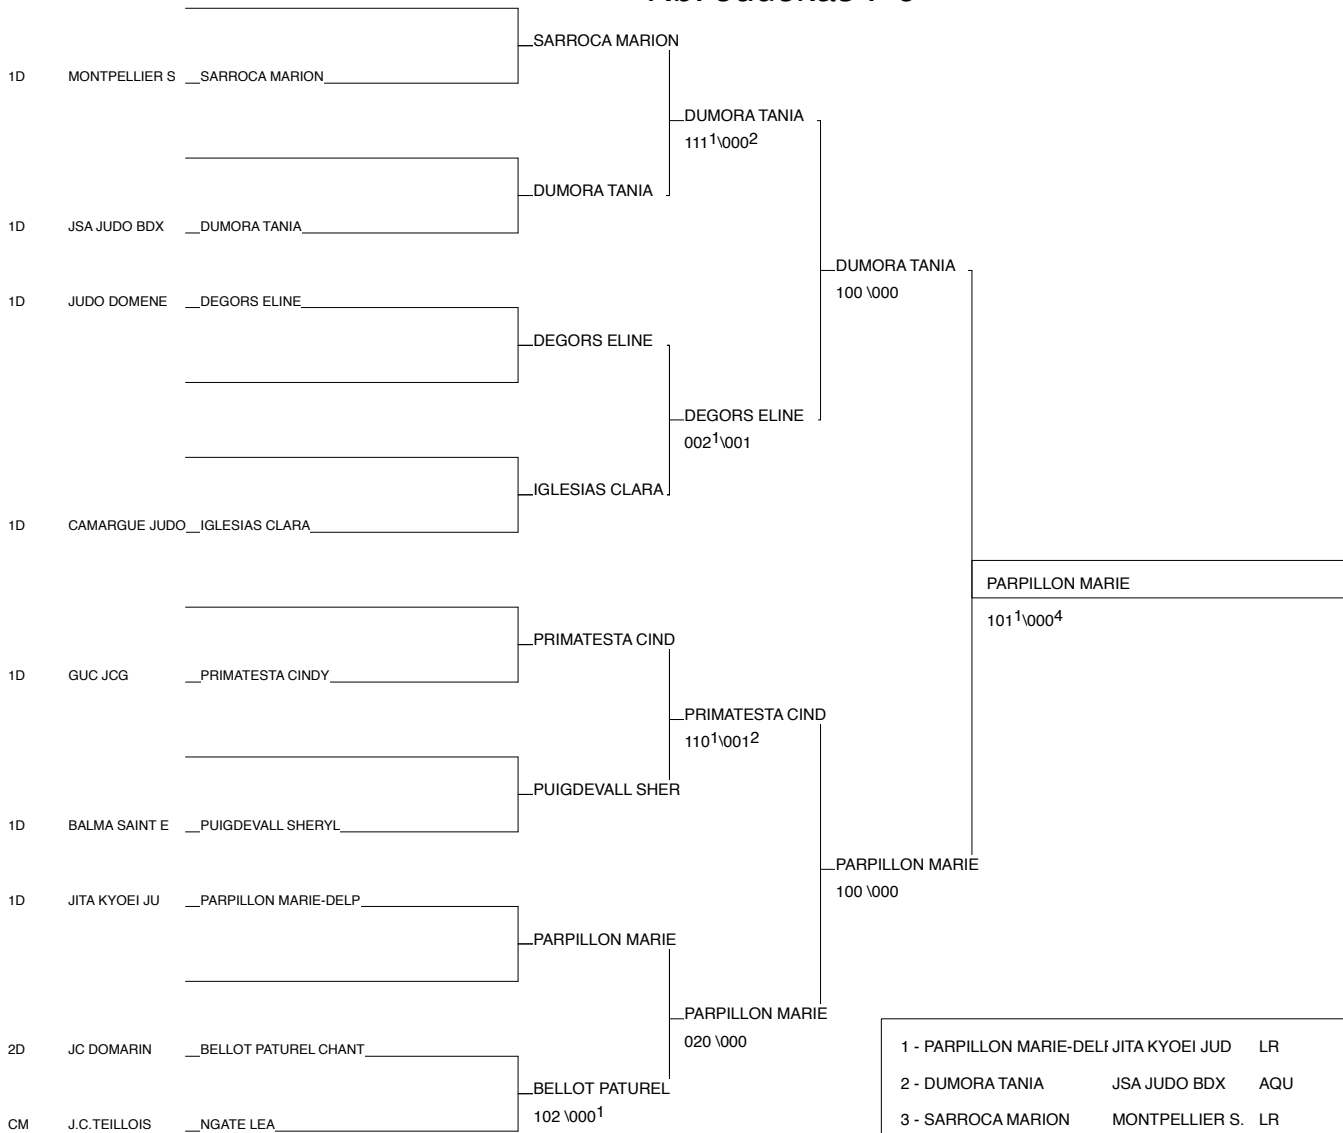 SARROCA MARION
1D MONTPELLIER S SARROCA MARION
DUMORA TANIA
111¹\000²
DUMORA TANIA
1D JSA JUDO BDX DUMORA TANIA
DUMORA TANIA
100 \000
1D JUDO DOMENE DEGORS ELINE
DEGORS ELINE
DEGORS ELINE
002¹\001
IGLESIAS CLARA
1D CAMARGUE JUDO IGLESIAS CLARA
PARPILLON MARIE
101¹\000⁴
PRIMATESTA CIND
1D GUC JCG PRIMATESTA CINDY
PRIMATESTA CIND
110¹\001²
PUIGDEVALL SHER
1D BALMA SAINT E PUIGDEVALL SHERYL
PARPILLON MARIE
100 \000
1D JITA KYOEI JU PARPILLON MARIE-DELP
PARPILLON MARIE
PARPILLON MARIE
020 \000
2D JC DOMARIN BELLOT PATUREL CHANT
BELLOT PATUREL
102 \000¹
CM J.C.TEILLOIS NGATE LEA
1 - PARPILLON MARIE-DELF JITA KYOEI JUD LR
2 - DUMORA TANIA JSA JUDO BDX AQU
3 - SARROCA MARION MONTPELLIER S. LR